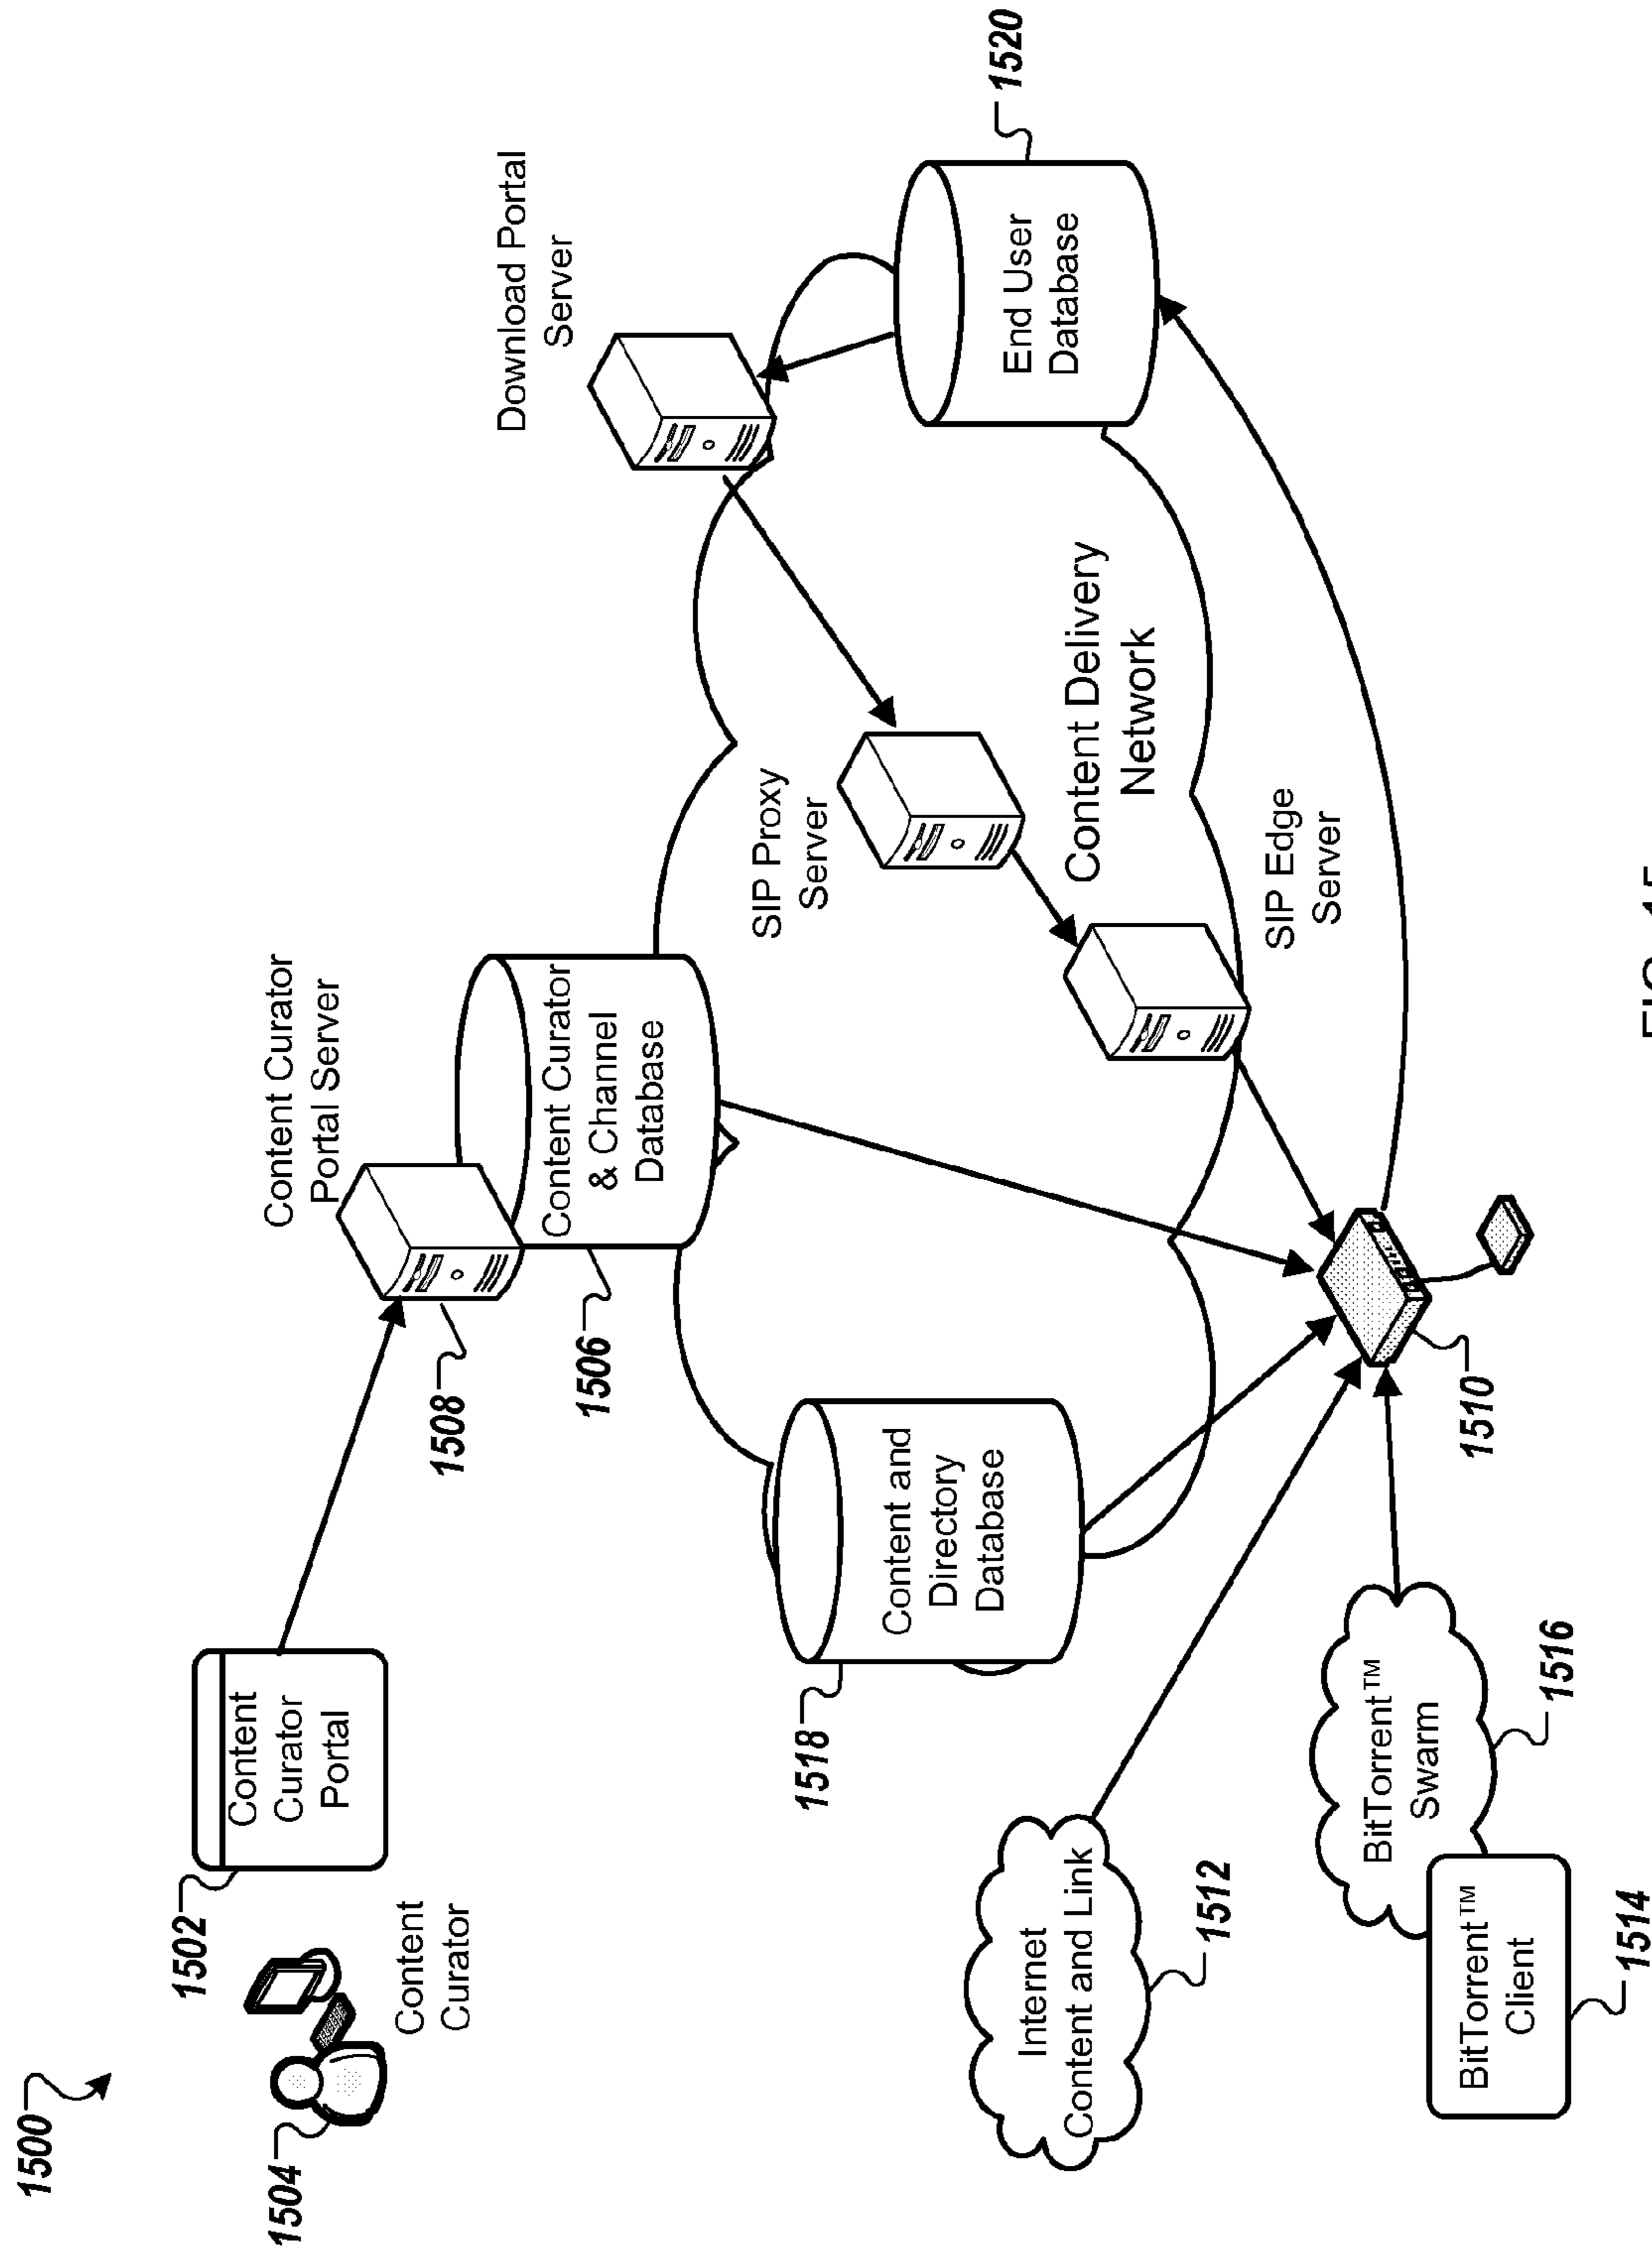 1500
1504
Content
Curator
1502
Content
Curator
Portal
1508
Content Curator
Portal Server
1506
Content Curator
& Channel
Database
Download Portal
Server
1520
End User
Database
SIP Proxy
Server
Content Delivery
Network
SIP Edge
Server
1518
Content and
Directory
Database
Internet
Content and Link
1512
BitTorrent™
Swarm
1516
BitTorrent™
Client
1514
1510
FIG. 15